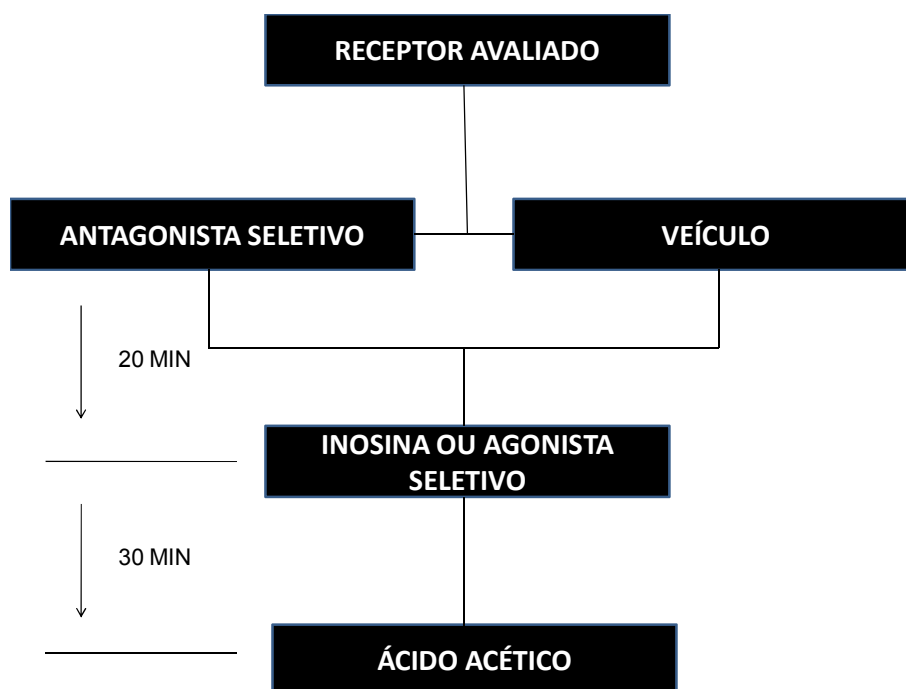 RECEPTOR AVALIADO
ANTAGONISTA SELETIVO
VEÍCULO
20 MIN
INOSINA OU AGONISTA
SELETIVO
30 MIN
ÁCIDO ACÉTICO